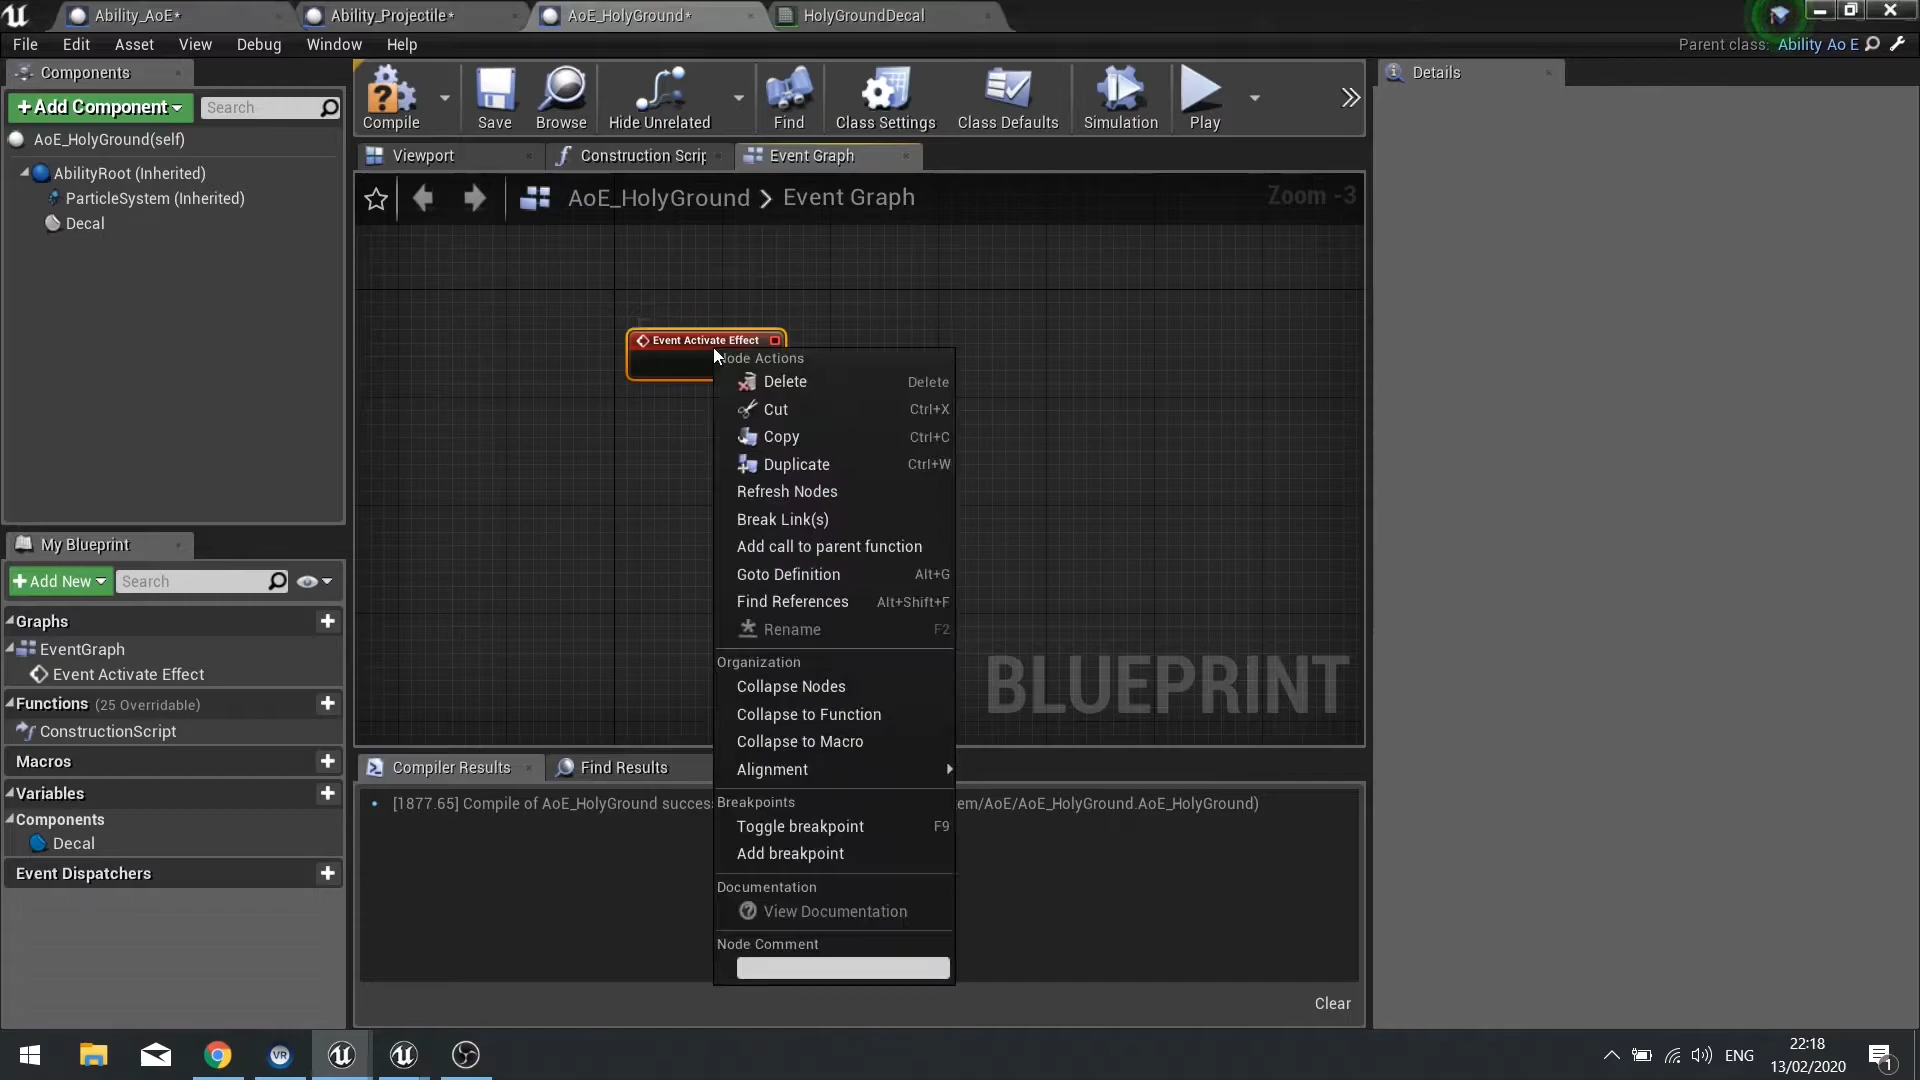 Ability_AoE*
Ability_Projectile*
AoE_HolyGround*
HolyGroundDecal
File
Edit
Asset
View
Debug
Window
Help
Parent class: Ability Ao E
Components
+Add Component
Search
AoE_HolyGround(self)
AbilityRoot (Inherited)
ParticleSystem (Inherited)
Decal
Compile
Save
Browse
Hide Unrelated
Find
Class Settings
Class Defaults
Simulation
Play
Details
Viewport
Construction Scrip
Event Graph
AoE_HolyGround > Event Graph
Zoom -3
Event Activate Effect
Node Actions
Delete Delete
Cut Ctrl+X
Copy Ctrl+C
Duplicate Ctrl+W
Refresh Nodes
Break Link(s)
Add call to parent function
Goto Definition Alt+G
Find References Alt+Shift+F
Rename F2
Organization
Collapse Nodes
Collapse to Function
Collapse to Macro
Alignment
Breakpoints
Toggle breakpoint F9
Add breakpoint
Documentation
View Documentation
Node Comment
BLUEPRINT
My Blueprint
+Add New
Search
Graphs
EventGraph
Event Activate Effect
Functions (25 Overridable)
ConstructionScript
Macros
Variables
Components
Decal
Event Dispatchers
Compiler Results
Find Results
[1877.65] Compile of AoE_HolyGround success em/AoE/AoE_HolyGround.AoE_HolyGround)
Clear
VR
ENG
22:18
13/02/2020
1